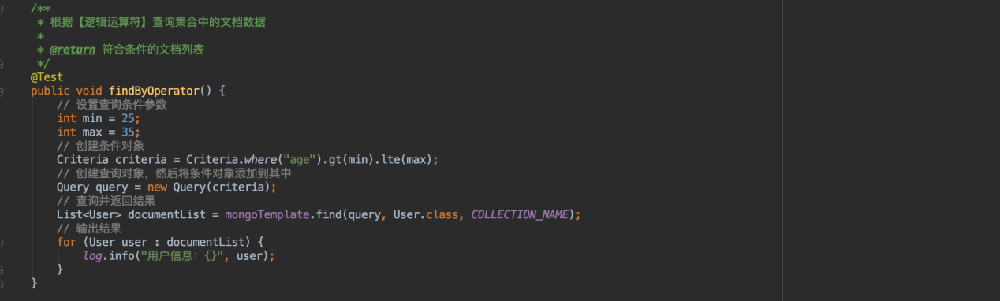 /**
 * 根据【逻辑运算符】查询集合中的文档数据
 *
 * @return 符合条件的文档列表
 */
@Test
public void findByOperator() {
    // 设置查询条件参数
    int min = 25;
    int max = 35;
    // 创建条件对象
    Criteria criteria = Criteria.where("age").gt(min).lte(max);
    // 创建查询对象，然后将条件对象添加到其中
    Query query = new Query(criteria);
    // 查询并返回结果
    List<User> documentList = mongoTemplate.find(query, User.class, COLLECTION_NAME);
    // 输出结果
    for (User user : documentList) {
        log.info("用户信息：{}", user);
    }
}